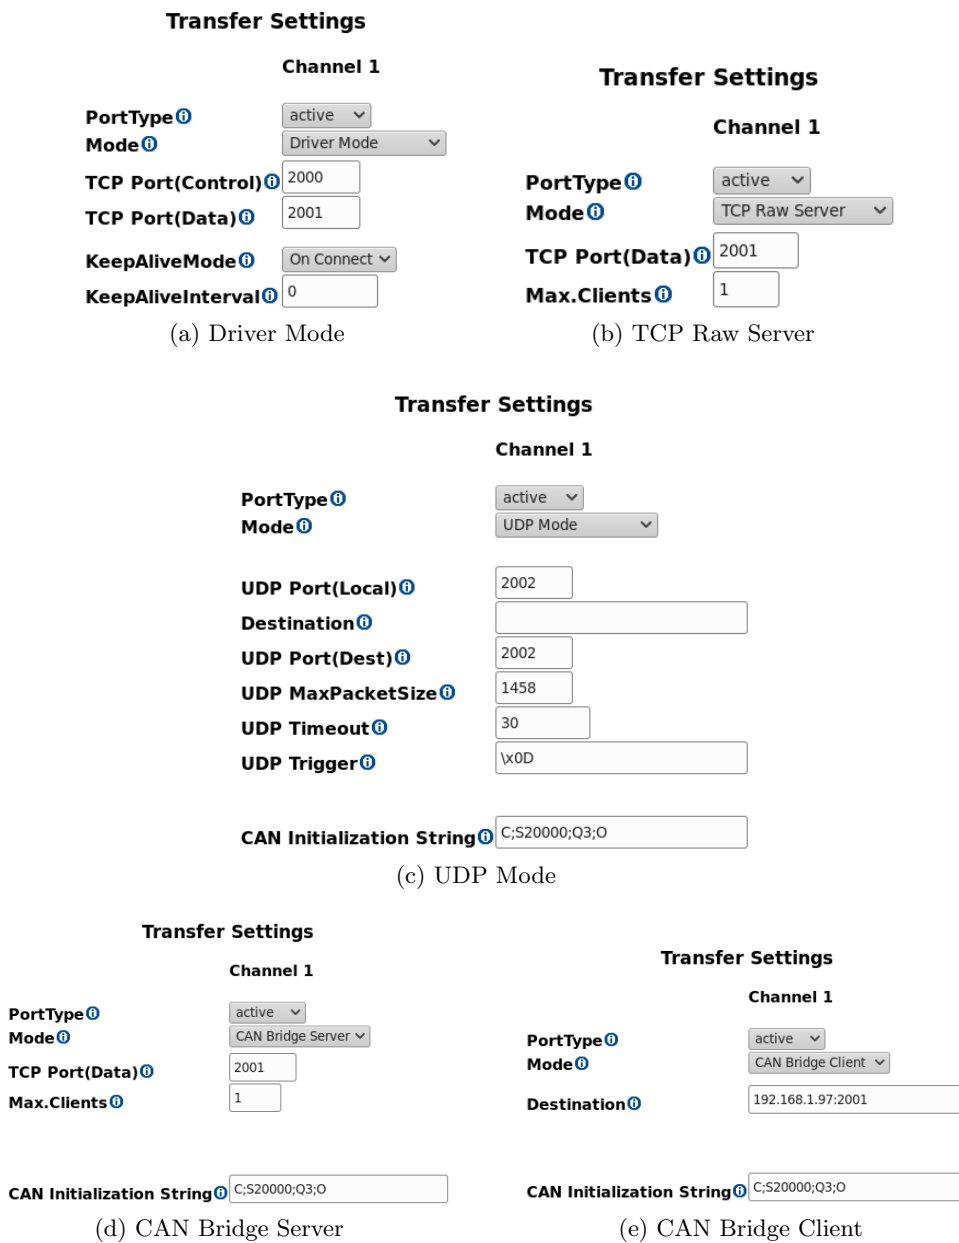 Transfer Settings
Channel 1
PortType active
Mode Driver Mode
TCP Port(Control) 2000
TCP Port(Data) 2001
KeepAliveMode On Connect
KeepAliveInterval 0
(a) Driver Mode
Transfer Settings
Channel 1
PortType active
Mode TCP Raw Server
TCP Port(Data) 2001
Max.Clients 1
(b) TCP Raw Server
Transfer Settings
Channel 1
PortType active
Mode UDP Mode
UDP Port(Local) 2002
Destination
UDP Port(Dest) 2002
UDP MaxPacketSize 1458
UDP Timeout 30
UDP Trigger \x0D
CAN Initialization String C;S20000;Q3;O
(c) UDP Mode
Transfer Settings
Channel 1
PortType active
Mode CAN Bridge Server
TCP Port(Data) 2001
Max.Clients 1
CAN Initialization String C;S20000;Q3;O
(d) CAN Bridge Server
Transfer Settings
Channel 1
PortType active
Mode CAN Bridge Client
Destination 192.168.1.97:2001
CAN Initialization String C;S20000;Q3;O
(e) CAN Bridge Client